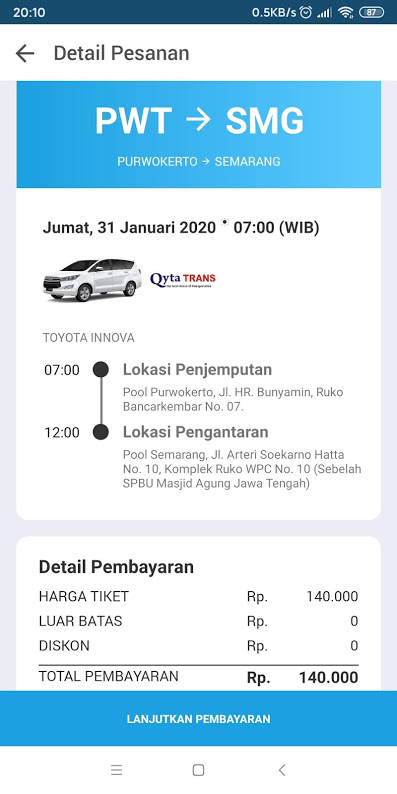 20:10
0.5KB/s
87
Detail Pesanan
PWT → SMG
PURWOKERTO → SEMARANG
Jumat, 31 Januari 2020 • 07:00 (WIB)
Qyta TRANS
TOYOTA INNOVA
07:00 Lokasi Penjemputan
Pool Purwokerto, Jl. HR. Bunyamin, Ruko
Bancarkembar No. 07.
12:00 Lokasi Pengantaran
Pool Semarang, Jl. Arteri Soekarno Hatta
No. 10, Komplek Ruko WPC No. 10 (Sebelah
SPBU Masjid Agung Jawa Tengah)
Detail Pembayaran
HARGA TIKET Rp. 140.000
LUAR BATAS Rp. 0
DISKON Rp. 0
TOTAL PEMBAYARAN Rp. 140.000
LANJUTKAN PEMBAYARAN